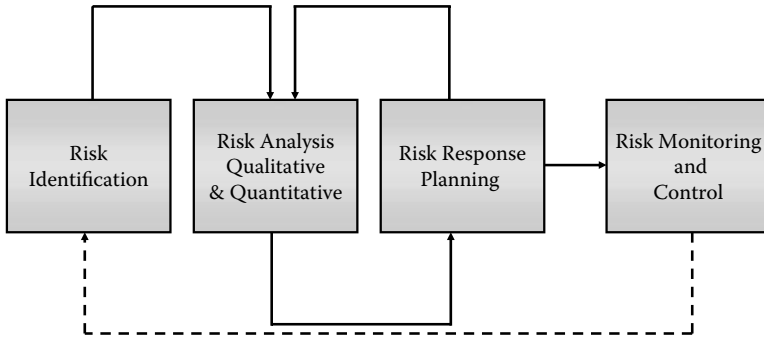 Risk
Identification
Risk Analysis
Qualitative
& Quantitative
Risk Response
Planning
Risk Monitoring
and
Control